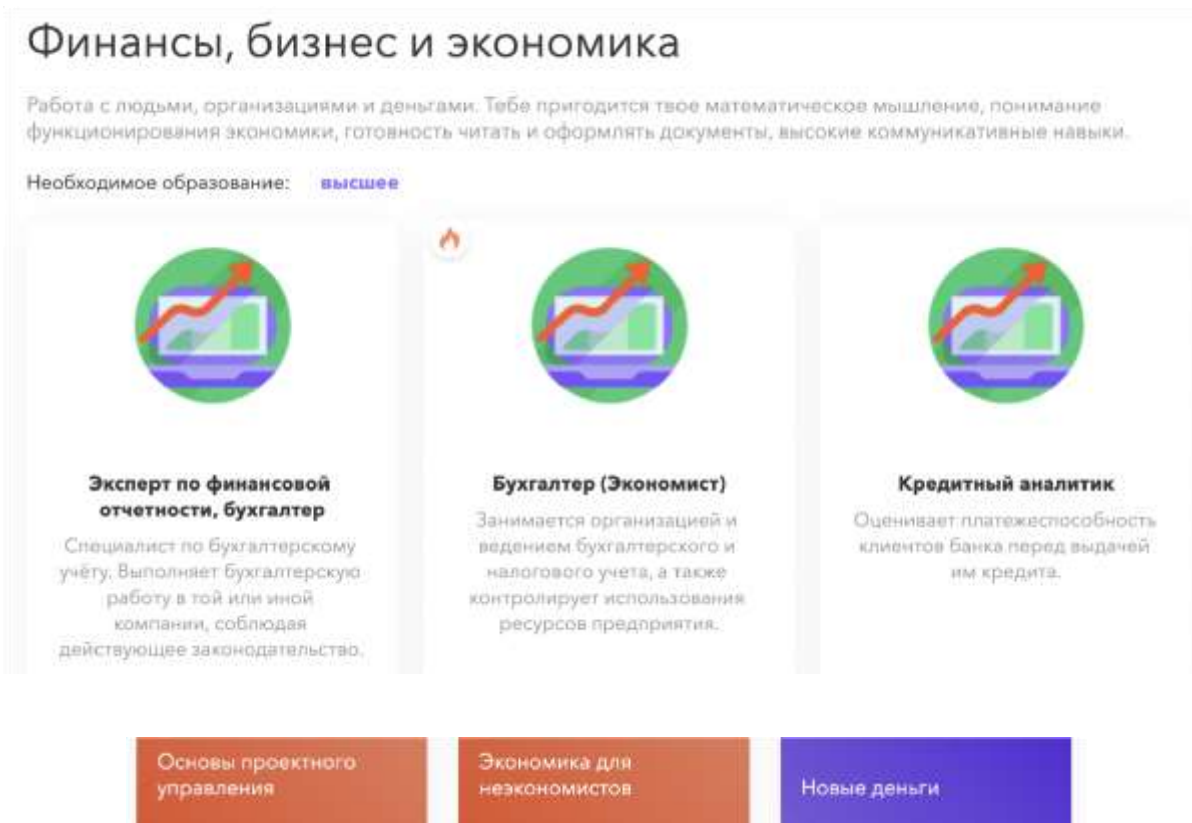 Финансы, бизнес и экономика
Работа с людьми, организациями и деньгами. Тебе пригодится твое математическое мышление, понимание
функционирования экономики, готовность читать и оформлять документы, высокие коммуникативные навыки.
Необходимое образование: высшее
Эксперт по финансовой
отчетности, бухгалтер
Специалист по бухгалтерскому
учёту. Выполняет бухгалтерскую
работу в той или иной
компании, соблюдая
действующее законодательство.
Бухгалтер (Экономист)
Занимается организацией и
ведением бухгалтерского и
налогового учета, а также
контролирует использования
ресурсов предприятия.
Кредитный аналитик
Оценивает платежеспособность
клиентов банка перед выдачей
им кредита.
Основы проектного
управления
Экономика для
неэкономистов
Новые деньги